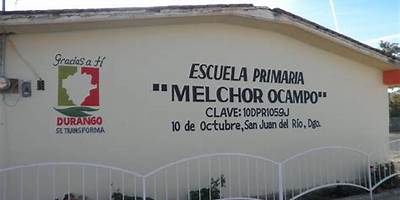 Gracias a ti
DURANGO
SE TRANSFORMA
ESCUELA PRIMARIA
"MELCHOR OCAMPO"
CLAVE: 10DPR1059J
10 de Octubre, San Juan del Río, Dgo.